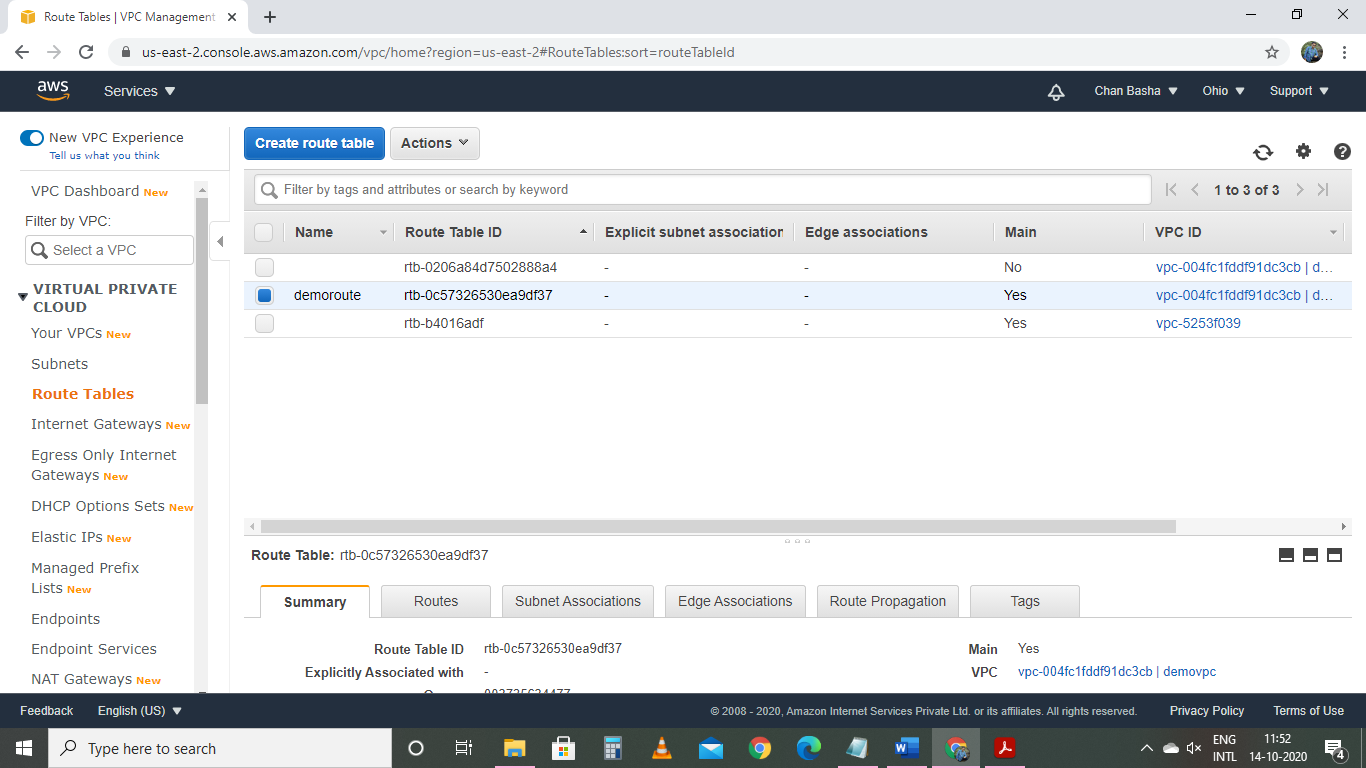 Route Tables | VPC Management
us-east-2.console.aws.amazon.com/vpc/home?region=us-east-2#RouteTables:sort=routeTableId
aws Services Chan Basha Ohio Support
New VPC Experience
Tell us what you think
VPC Dashboard New
Filter by VPC:
Select a VPC
VIRTUAL PRIVATE
CLOUD
Your VPCs New
Subnets
Route Tables
Internet Gateways New
Egress Only Internet
Gateways New
DHCP Options Sets New
Elastic IPs New
Managed Prefix
Lists New
Endpoints
Endpoint Services
NAT Gateways New
Create route table Actions
Filter by tags and attributes or search by keyword 1 to 3 of 3
Name Route Table ID Explicit subnet association Edge associations Main VPC ID
rtb-0206a84d7502888a4 - - No vpc-004fc1fddf91dc3cb | d...
demoroute rtb-0c57326530ea9df37 - - Yes vpc-004fc1fddf91dc3cb | d...
rtb-b4016adf - - Yes vpc-5253f039
Route Table: rtb-0c57326530ea9df37
Summary Routes Subnet Associations Edge Associations Route Propagation Tags
Route Table ID rtb-0c57326530ea9df37 Main Yes
Explicitly Associated with - VPC vpc-004fc1fddf91dc3cb | demovpc
Feedback English (US) © 2008 - 2020, Amazon Internet Services Private Ltd. or its affiliates. All rights reserved. Privacy Policy Terms of Use
Type here to search
ENG 11:52
INTL 14-10-2020 4